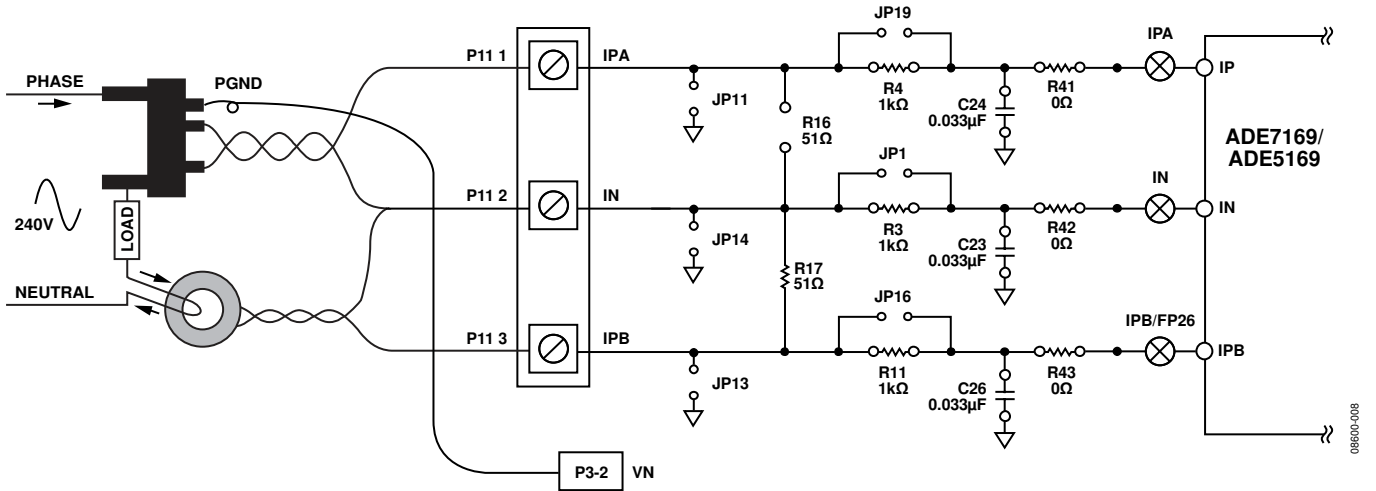 JP19
PHASE
PGND
P11 1
IPA
JP11
R4
1kΩ
C24
0.033µF
R41
0Ω
IPA
IP
R16
51Ω
ADE7169/
ADE5169
240V
LOAD
P11 2
IN
JP14
JP1
R3
1kΩ
C23
0.033µF
R42
0Ω
IN
IN
R17
51Ω
NEUTRAL
P11 3
IPB
JP13
JP16
R11
1kΩ
C26
0.033µF
R43
0Ω
IPB/FP26
IPB
P3-2
VN
08600-008